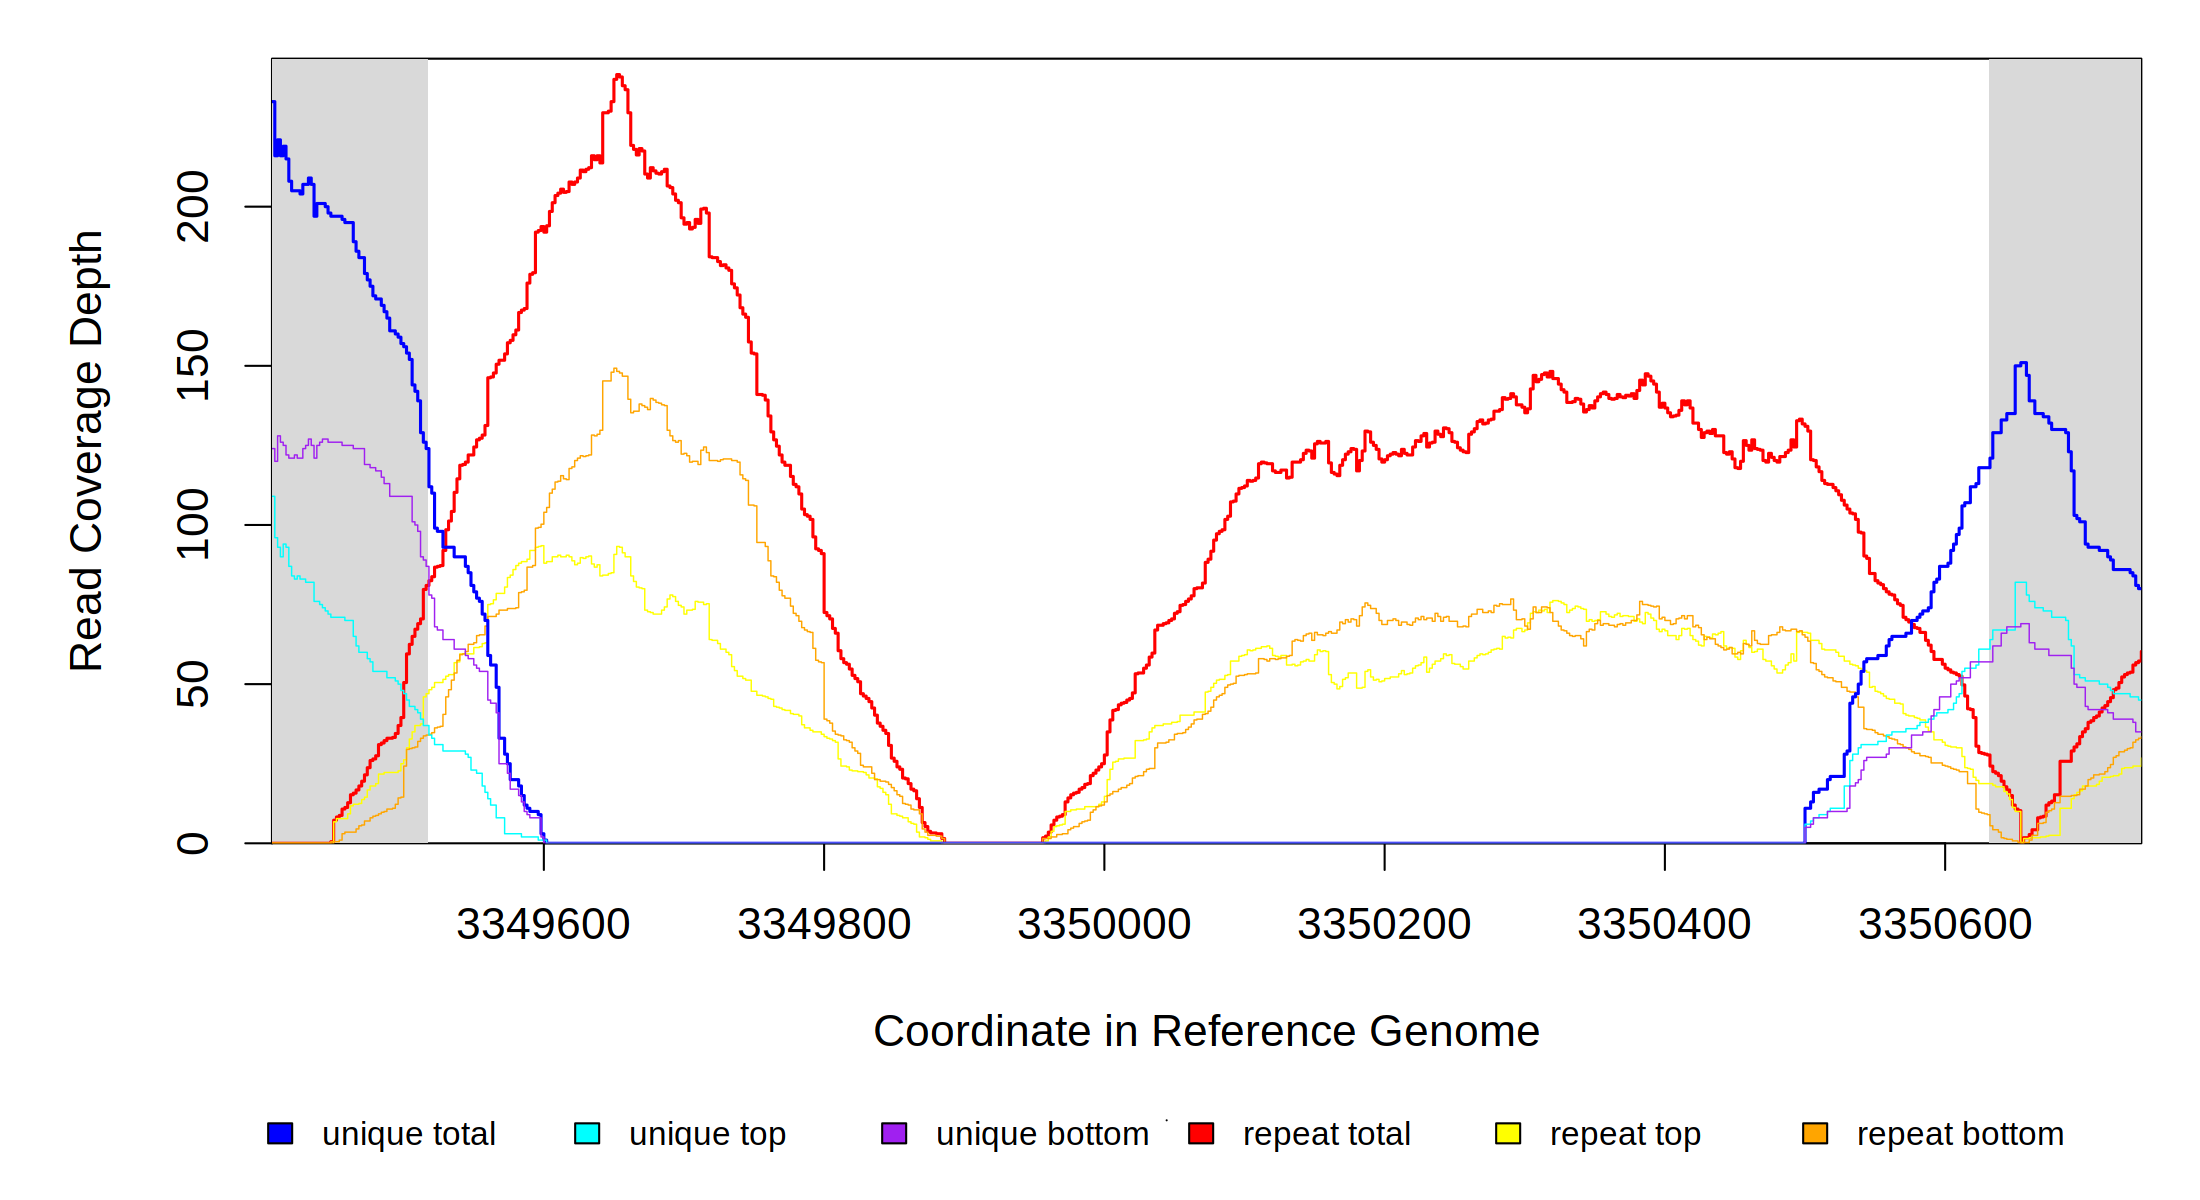 Read Coverage Depth
200
150
100
50
0
3349600 3349800 3350000 3350200 3350400 3350600
Coordinate in Reference Genome
unique total unique top unique bottom repeat total repeat top repeat bottom